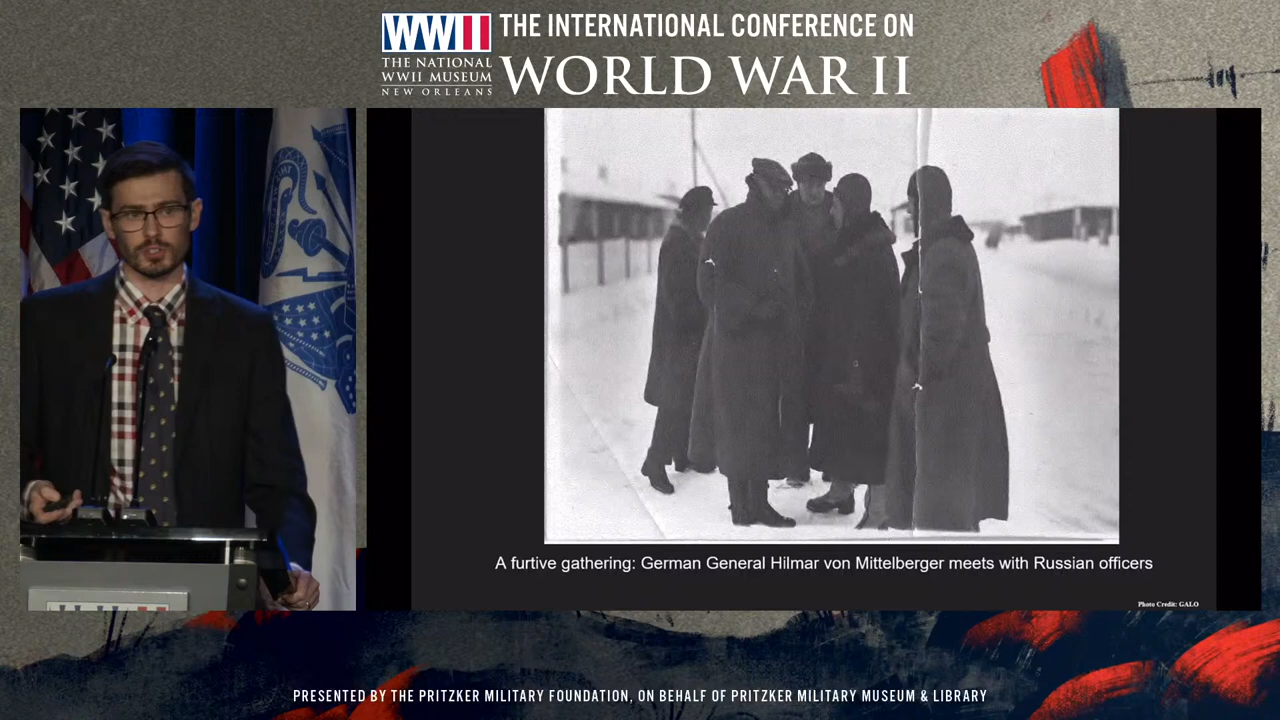 WWII
THE NATIONAL
WWII MUSEUM
NEW ORLEANS
THE INTERNATIONAL CONFERENCE ON
WORLD WAR II
A furtive gathering: German General Hilmar von Mittelberger meets with Russian officers
Photo Credit: GALO
PRESENTED BY THE PRITZKER MILITARY FOUNDATION, ON BEHALF OF PRITZKER MILITARY MUSEUM & LIBRARY